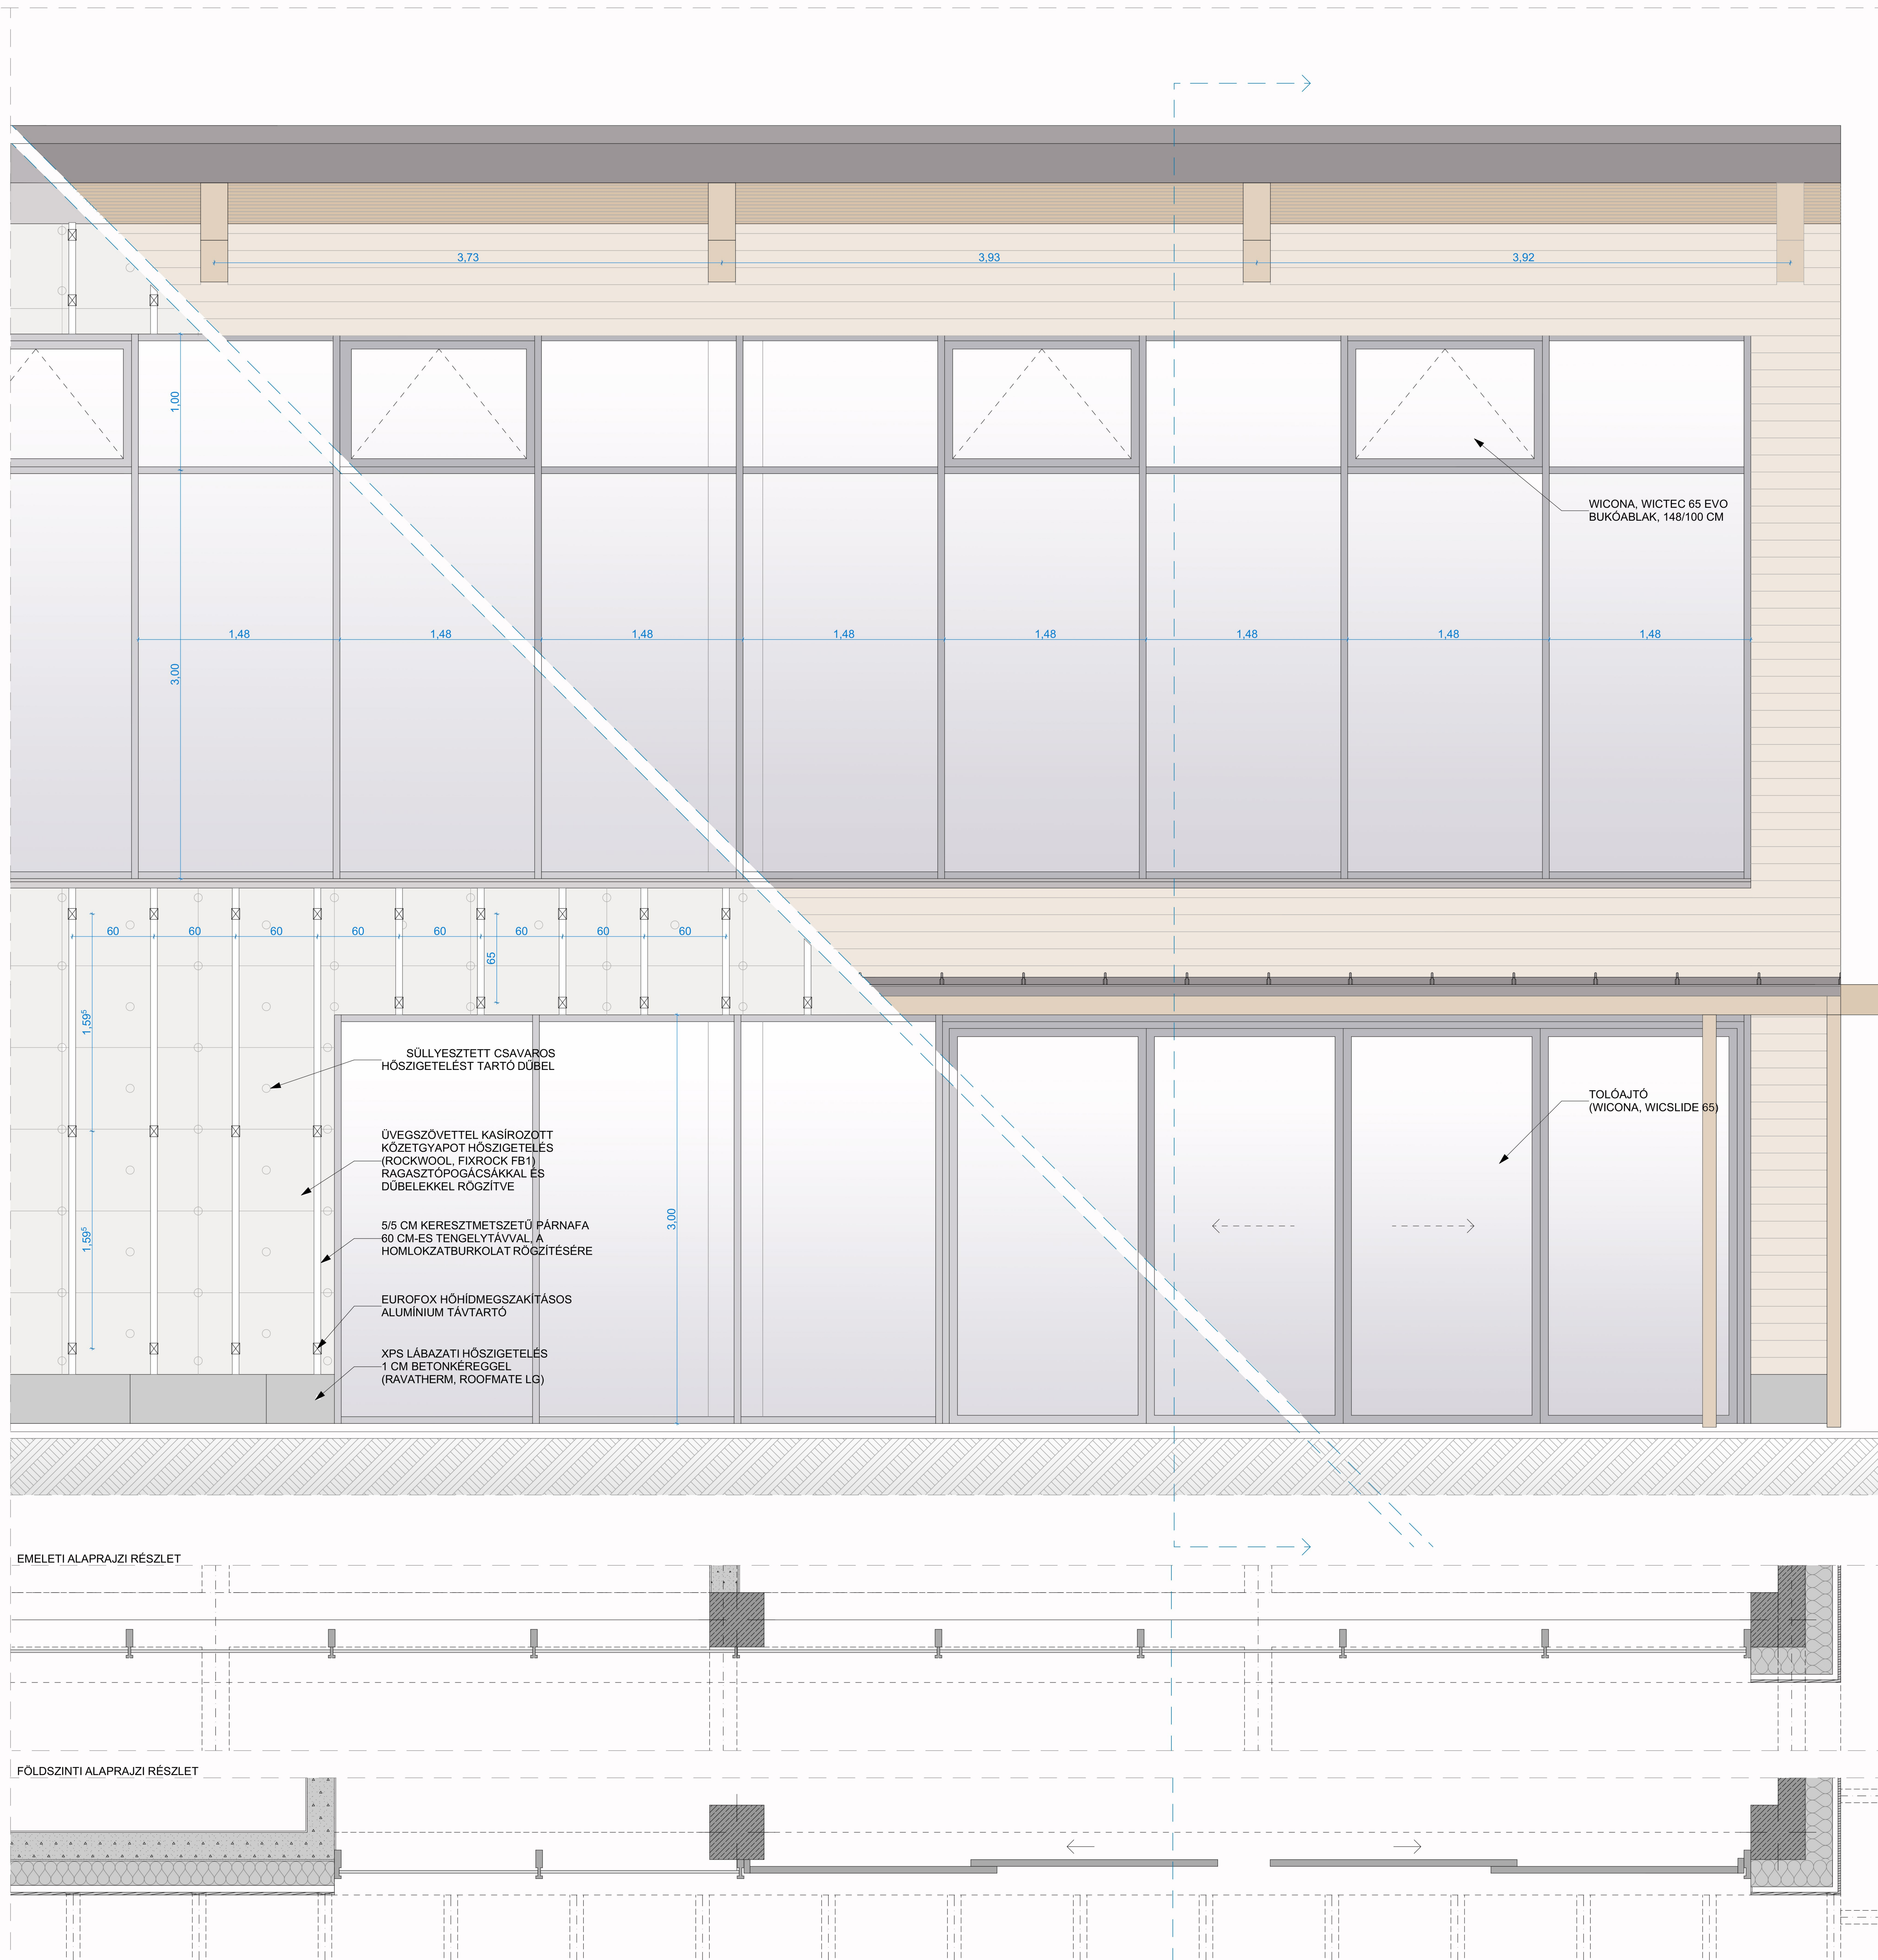 3,73
3,93
3,92
1,00
WICONA, WICTEC 65 EVO
BUKÓABLAK, 148/100 CM
1,48
1,48
1,48
1,48
1,48
1,48
1,48
1,48
3,00
60
60
60
60
60
60
60
60
65
1,59⁵
SÜLLYESZTETT CSAVAROS
HŐSZIGETELÉST TARTÓ DŰBEL
TOLÓAJTÓ
(WICONA, WICSLIDE 65)
ÜVEGSZÖVETTEL KASÍROZOTT
KŐZETGYAPOT HŐSZIGETELÉS
(ROCKWOOL, FIXROCK FB1)
RAGASZTÓPOGÁCSÁKKAL ÉS
DŰBELEKKEL RÖGZÍTVE
3,00
1,59⁵
5/5 CM KERESZTMETSZETŰ PÁRNAFA
60 CM-ES TENGELYTÁVVAL, A
HOMLOKZATBURKOLAT RÖGZÍTÉSÉRE
EUROFOX HŐHÍDMEGSZAKÍTÁSOS
ALUMÍNIUM TÁVTARTÓ
XPS LÁBAZATI HŐSZIGETELÉS
1 CM BETONKÉREGGEL
(RAVATHERM, ROOFMATE LG)
EMELETI ALAPRAJZI RÉSZLET
FÖLDSZINTI ALAPRAJZI RÉSZLET